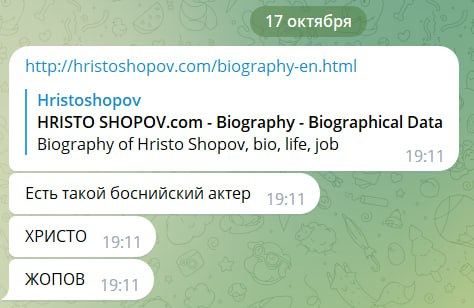 17 октября
http://hristoshopov.com/biography-en.html
Hristoshopov
HRISTO SHOPOV.com - Biography - Biographical Data
Biography of Hristo Shopov, bio, life, job
19:11
Есть такой боснийский актер 19:11
ХРИСТО 19:11
ЖОПОВ 19:11